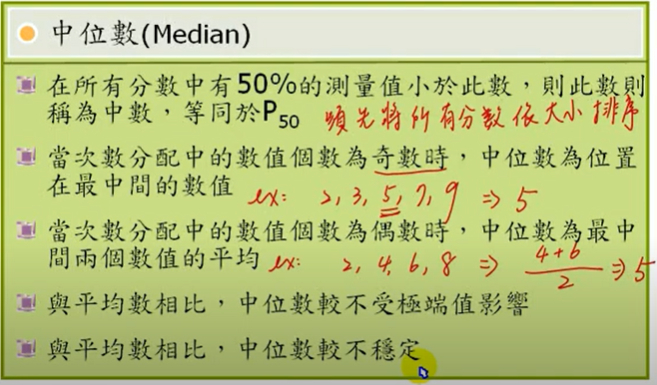 中位數(Median)
在所有分數中有50%的測量值小於此數，則此數則
稱為中數，等同於P50 須先將所有分數依大小排序
當次數分配中的數值個數為奇數時，中位數為位置
在最中間的數值 ex: 2, 3, 5, 7, 9 ⇒ 5
當次數分配中的數值個數為偶數時，中位數為最中
間兩個數值的平均 ex: 2, 4, 6, 8 ⇒ 4+6/2 ⇒ 5
與平均數相比，中位數較不受極端值影響
與平均數相比，中位數較不穩定